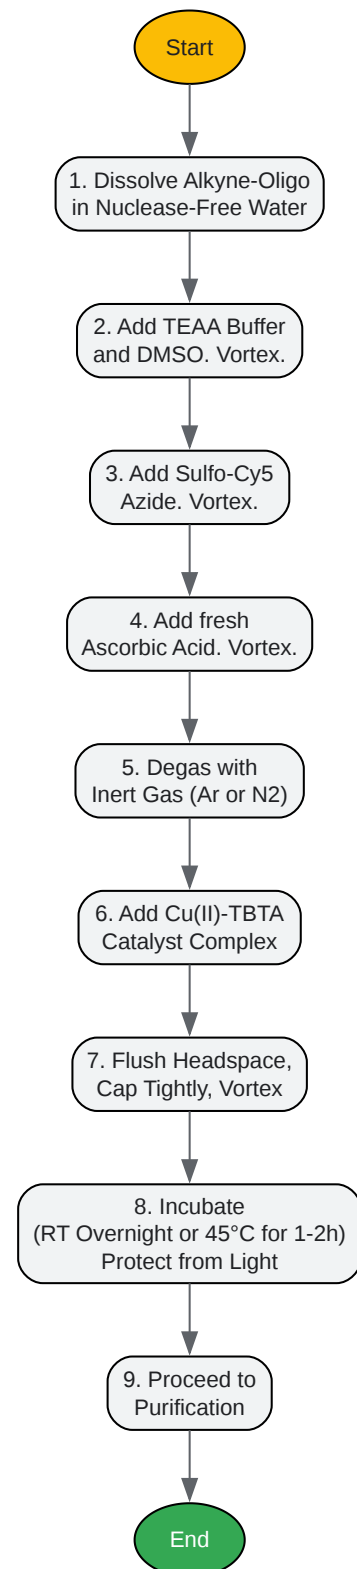 Start
1. Dissolve Alkyne-Oligo
in Nuclease-Free Water
2. Add TEAA Buffer
and DMSO. Vortex.
3. Add Sulfo-Cy5
Azide. Vortex.
4. Add fresh
Ascorbic Acid. Vortex.
5. Degas with
Inert Gas (Ar or N2)
6. Add Cu(II)-TBTA
Catalyst Complex
7. Flush Headspace,
Cap Tightly, Vortex
8. Incubate
(RT Overnight or 45°C for 1-2h)
Protect from Light
9. Proceed to
Purification
End